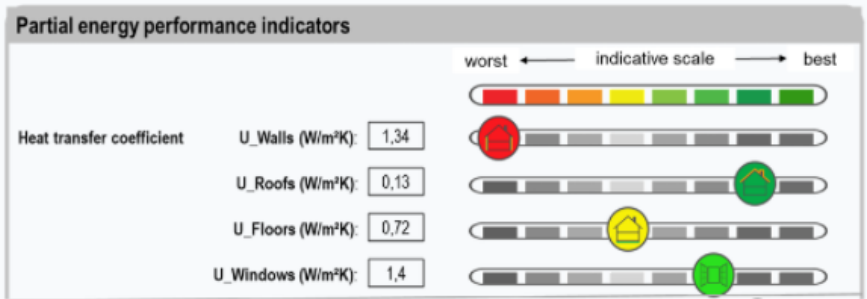 Partial energy performance indicators
worst indicative scale best
Heat transfer coefficient U_Walls (W/m²K): 1,34
U_Roofs (W/m²K): 0,13
U_Floors (W/m²K): 0,72
U_Windows (W/m²K): 1,4